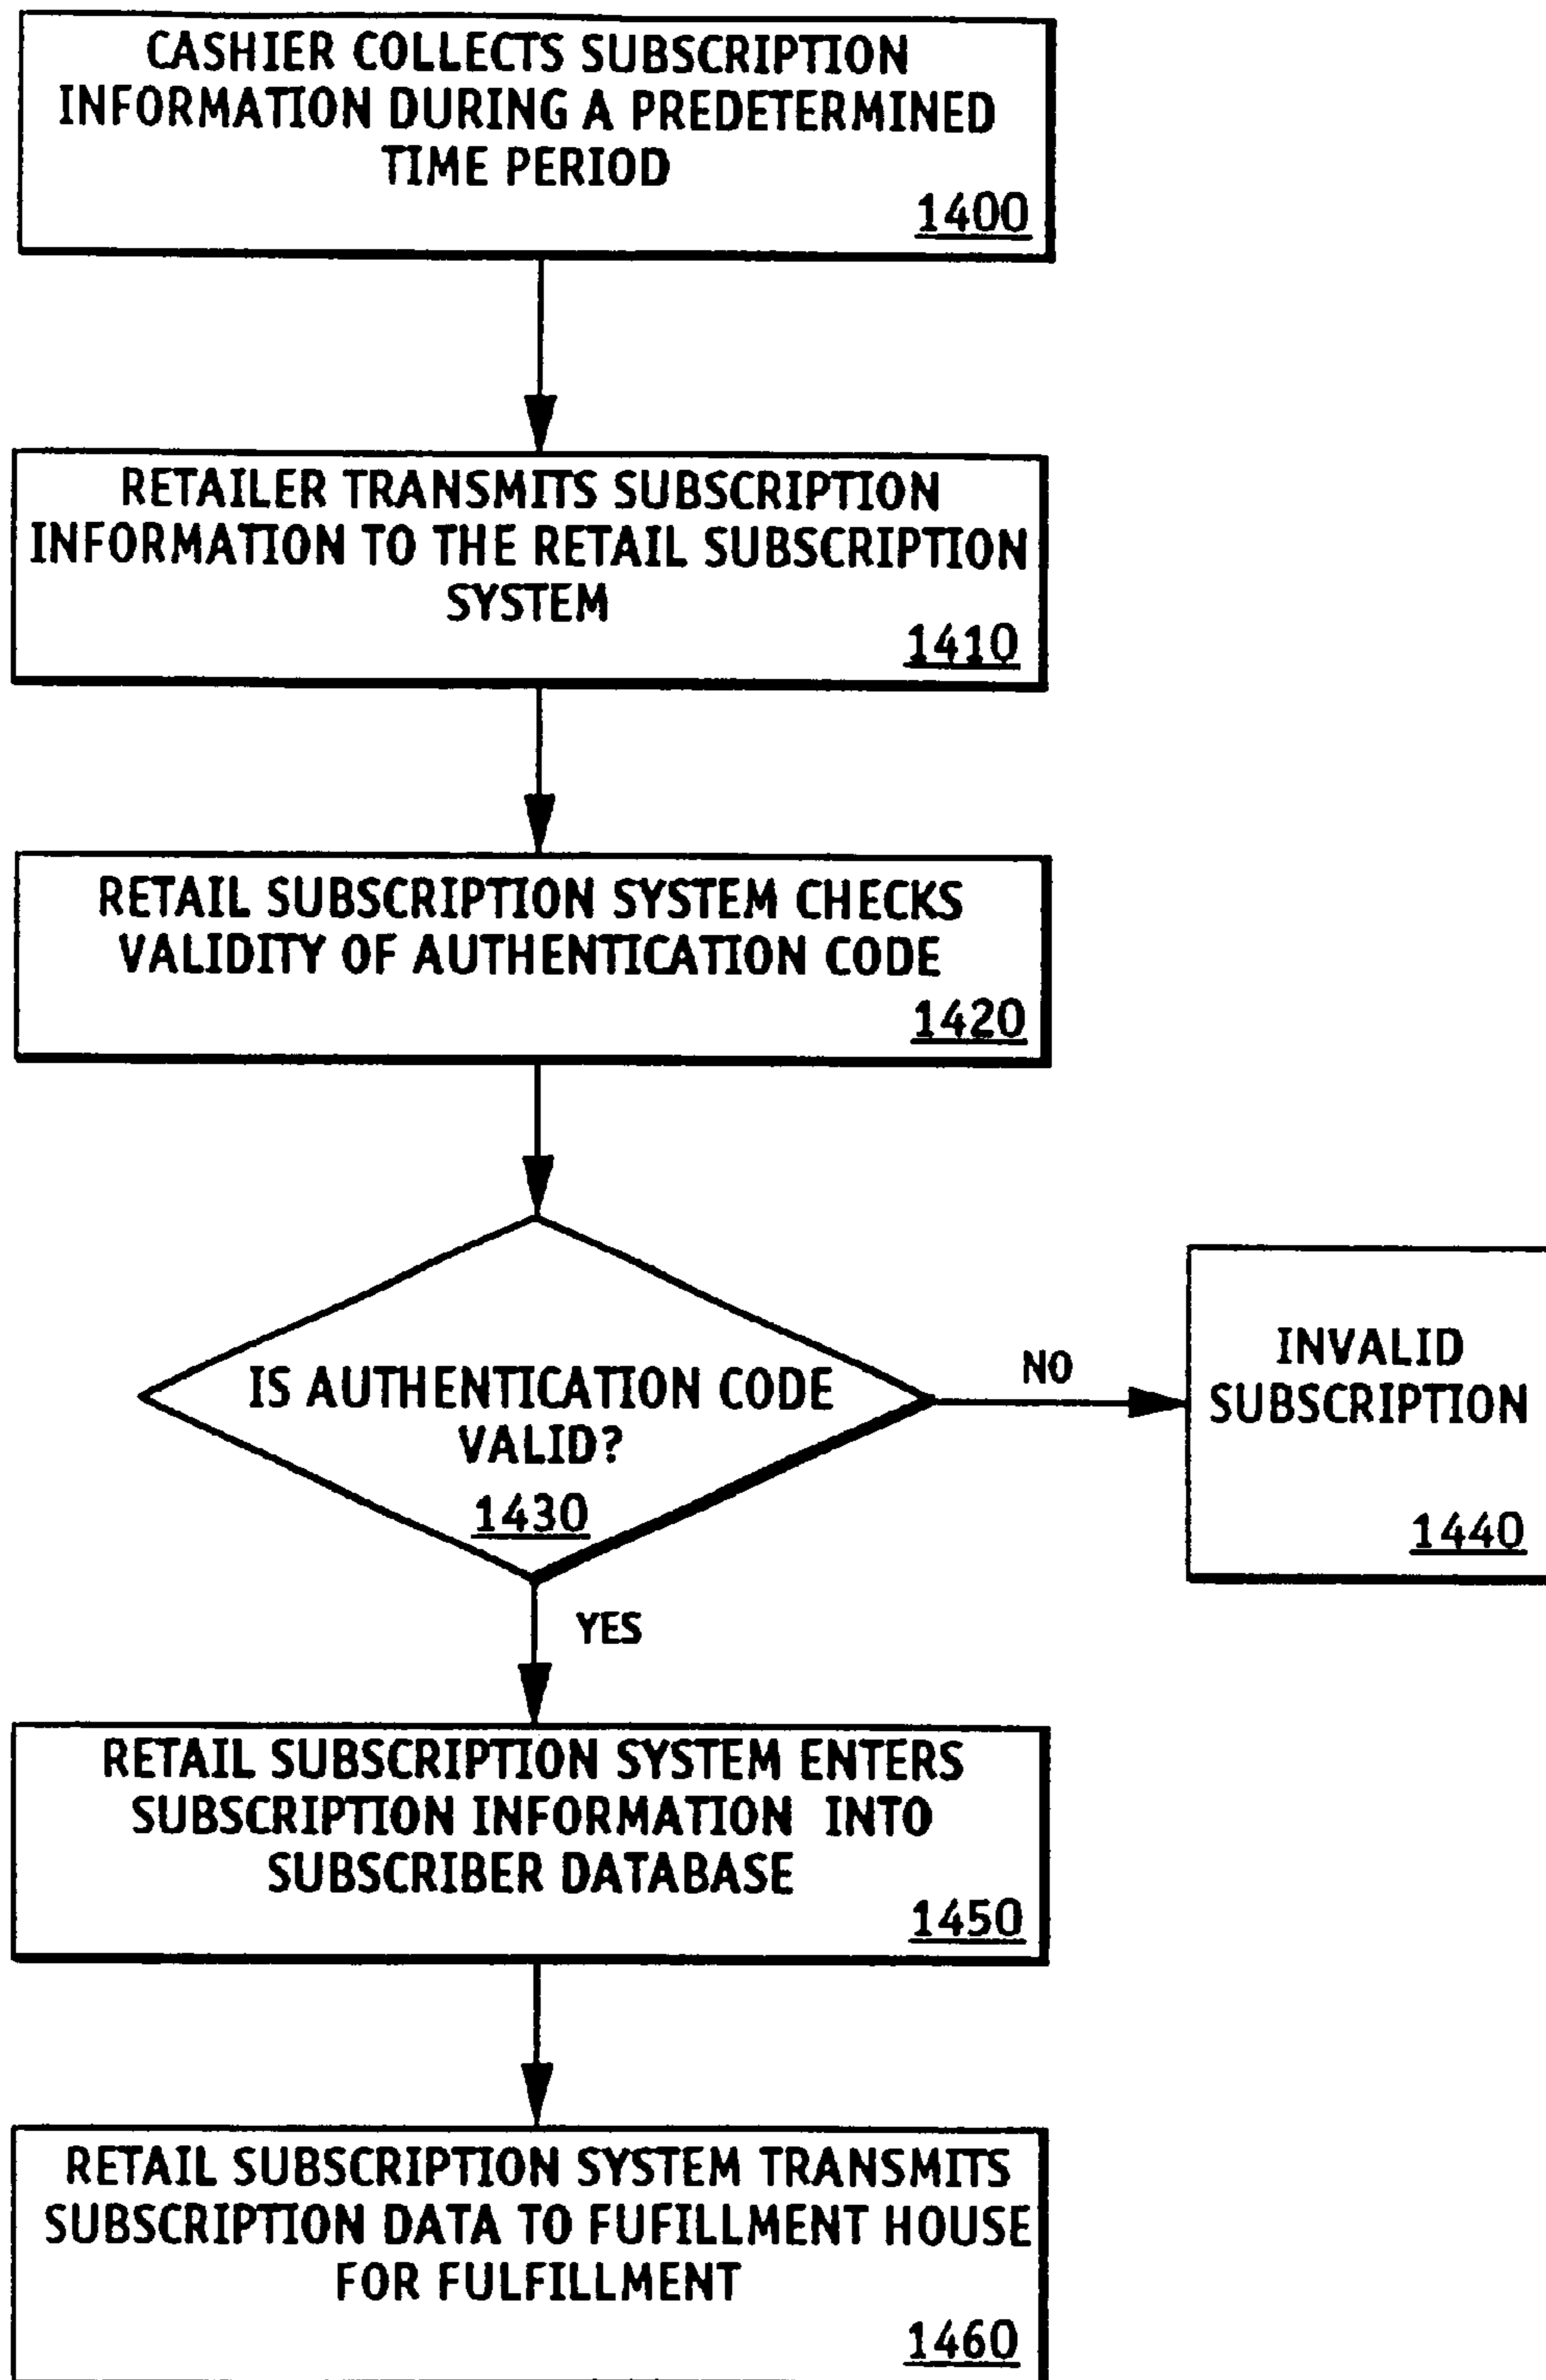 CASHIER COLLECTS SUBSCRIPTION
INFORMATION DURING A PREDETERMINED
TIME PERIOD
1400
RETAILER TRANSMITS SUBSCRIPTION
INFORMATION TO THE RETAIL SUBSCRIPTION
SYSTEM
1410
RETAIL SUBSCRIPTION SYSTEM CHECKS
VALIDITY OF AUTHENTICATION CODE
1420
IS AUTHENTICATION CODE
VALID?
1430
NO
INVALID
SUBSCRIPTION
1440
YES
RETAIL SUBSCRIPTION SYSTEM ENTERS
SUBSCRIPTION INFORMATION INTO
SUBSCRIBER DATABASE
1450
RETAIL SUBSCRIPTION SYSTEM TRANSMITS
SUBSCRIPTION DATA TO FUFILLMENT HOUSE
FOR FULFILLMENT
1460